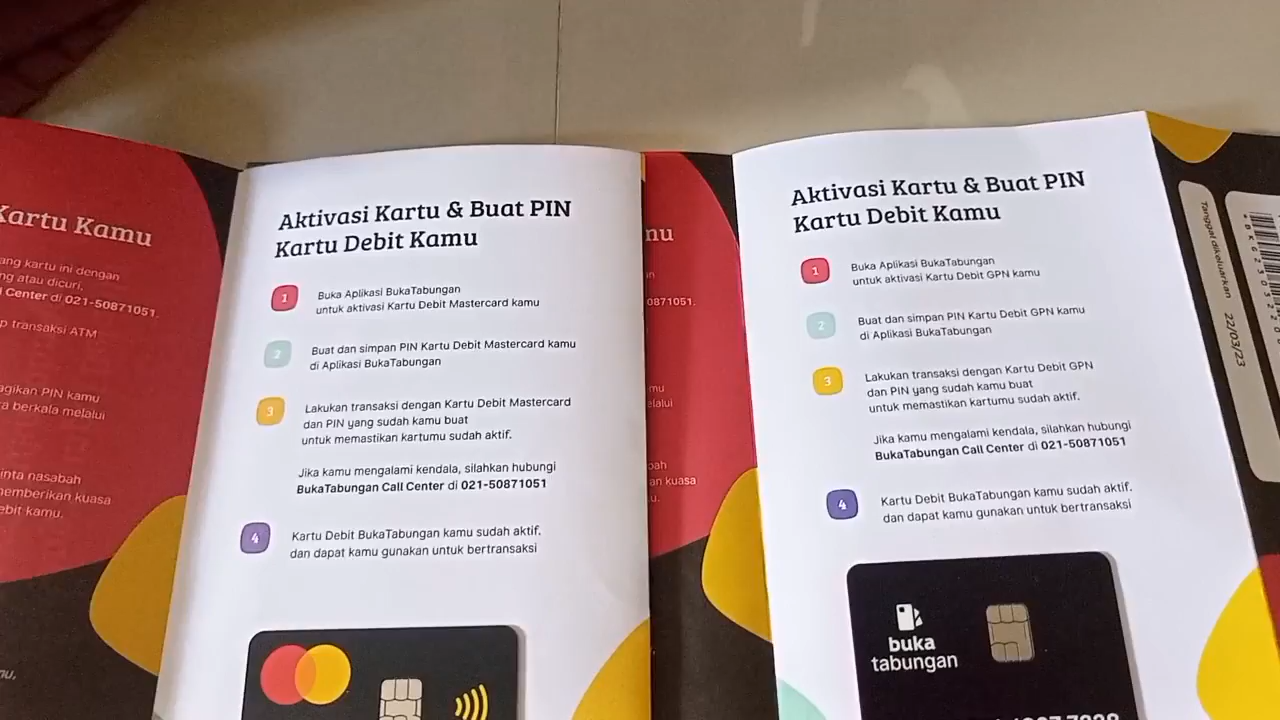 Kartu Kamu
ang kartu ini dengan
ng atau dicuri,
l Center di 021-50871051.
p transaksi ATM
agikan PIN kamu
ra berkala melalui
inta nasabah
memberikan kuasa
ebit kamu.
nu,
Aktivasi Kartu & Buat PIN
Kartu Debit Kamu
1
Buka Aplikasi BukaTabungan
untuk aktivasi Kartu Debit Mastercard kamu
2
Buat dan simpan PIN Kartu Debit Mastercard kamu
di Aplikasi BukaTabungan
3
Lakukan transaksi dengan Kartu Debit Mastercard
dan PIN yang sudah kamu buat
untuk memastikan kartumu sudah aktif.
Jika kamu mengalami kendala, silahkan hubungi
BukaTabungan Call Center di 021-50871051
4
Kartu Debit BukaTabungan kamu sudah aktif.
dan dapat kamu gunakan untuk bertransaksi
nu
0871051.
mu
elalui
bah
an kuasa
u.
Aktivasi Kartu & Buat PIN
Kartu Debit Kamu
1
Buka Aplikasi BukaTabungan
untuk aktivasi Kartu Debit GPN kamu
2
Buat dan simpan PIN Kartu Debit GPN kamu
di Aplikasi BukaTabungan
3
Lakukan transaksi dengan Kartu Debit GPN
dan PIN yang sudah kamu buat
untuk memastikan kartumu sudah aktif.
Jika kamu mengalami kendala, silahkan hubungi
BukaTabungan Call Center di 021-50871051
4
Kartu Debit BukaTabungan kamu sudah aktif.
dan dapat kamu gunakan untuk bertransaksi
buka
tabungan
Tanggal dikeluarkan 22/03/23